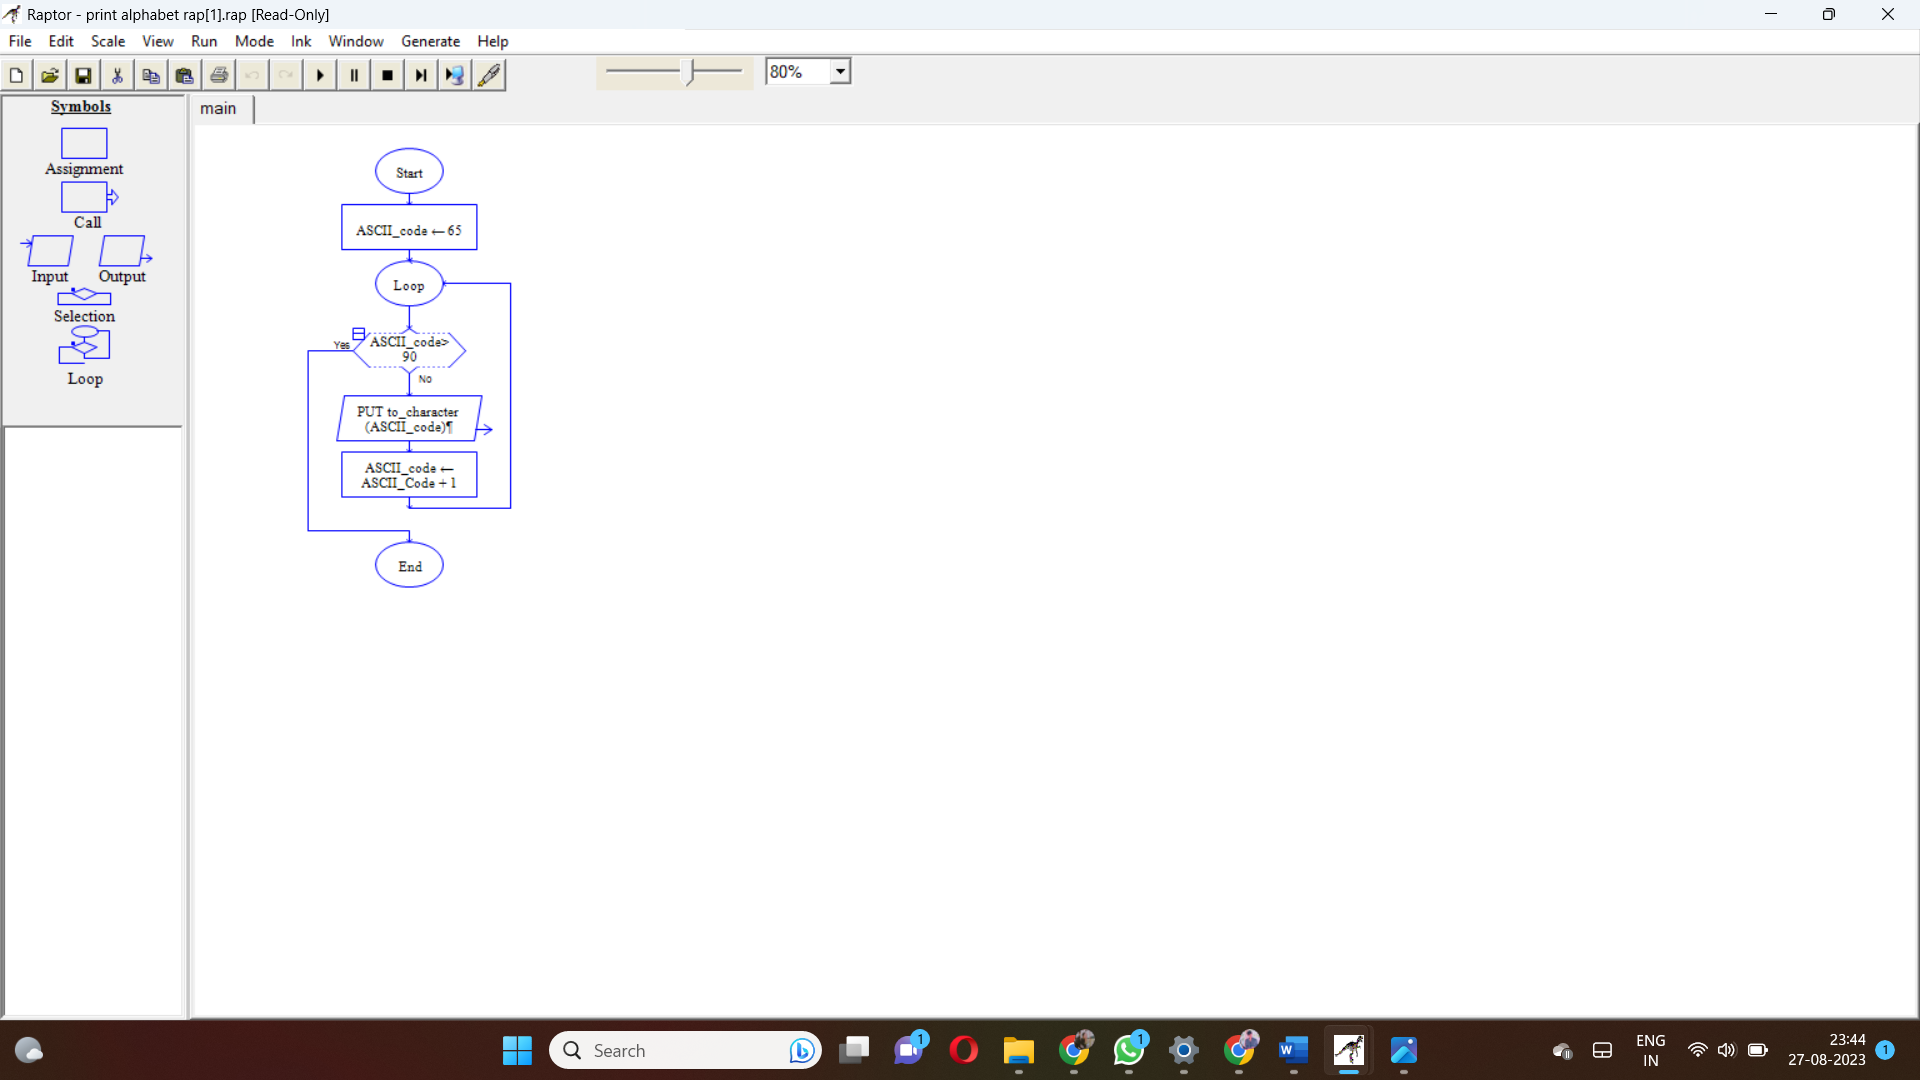 Raptor - print alphabet rap[1].rap [Read-Only]
File Edit Scale View Run Mode Ink Window Generate Help
80%
Symbols
Assignment
Call
Input Output
Selection
Loop
main
Start
ASCII_code ← 65
Loop
Yes
ASCII_code>
90
No
PUT to_character
(ASCII_code)¶
ASCII_code ←
ASCII_Code + 1
End
Search
1
1
W
ENG
IN
23:44
27-08-2023
1